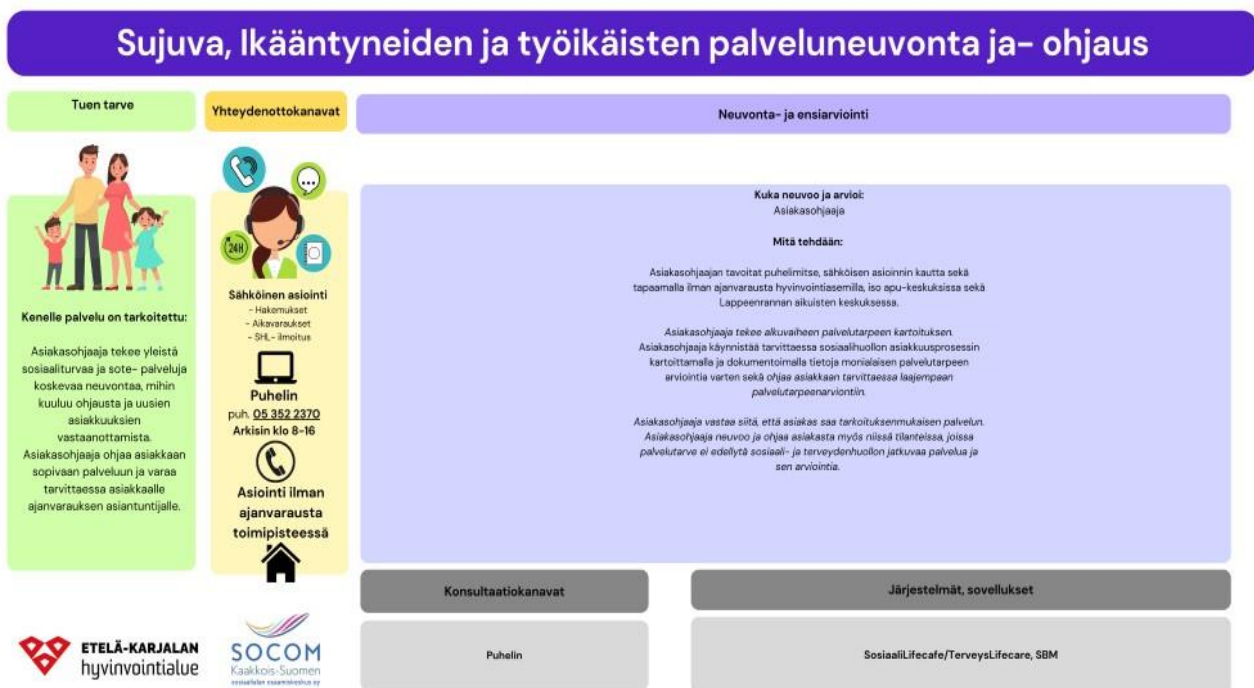 Sujuva, Ikääntyneiden ja työikäisten palveluneuvonta ja- ohjaus
Tuen tarve
Kenelle palvelu on tarkoitettu:
Asiakasohjaaja tekee yleistä
sosiaaliturvaa ja sote- palveluja
koskevaa neuvontaa, mihin
kuuluu ohjausta ja uusien
asiakkuuksien
vastaanottamista.
Asiakasohjaaja ohjaa asiakkaan
sopivaan palveluun ja varaa
tarvittaessa asiakkaalle
ajanvarauksen asiantuntijalle.
Yhteydenottokanavat
24H
Sähköinen asiointi
- Hakemukset
- Aikavaraukset
- SHL- ilmoitus
Puhelin
puh. 05 352 2370
Arkisin klo 8-16
Asiointi ilman
ajanvarausta
toimipisteessä
Neuvonta- ja ensiarviointi
Kuka neuvoo ja arvioi:
Asiakasohjaaja
Mitä tehdään:
Asiakasohjaajan tavoitat puhelimitse, sähköisen asioinnin kautta sekä
tapaamalla ilman ajanvarausta hyvinvointiasemilla, iso apu-keskuksissa sekä
Lappeenrannan aikuisten keskuksessa.
Asiakasohjaaja tekee alkuvaiheen palvelutarpeen kartoituksen.
Asiakasohjaaja käynnistää tarvittaessa sosiaalihuollon asiakkuusprosessin
kartoittamalla ja dokumentoimalla tietoja monialaisen palvelutarpeen
arviointia varten sekä ohjaa asiakkaan tarvittaessa laajempaan
palvelutarpeenarviontiin.
Asiakasohjaaja vastaa siitä, että asiakas saa tarkoituksenmukaisen palvelun.
Asiakasohjaaja neuvoo ja ohjaa asiakasta myös niissä tilanteissa, joissa
palvelutarve ei edellytä sosiaali- ja terveydenhuollon jatkuvaa palvelua ja
sen arviointia.
Konsultaatiokanavat
Puhelin
Järjestelmät, sovellukset
SosiaaliLifecafe/TerveysLifecare, SBM
ETELÄ-KARJALAN
hyvinvointialue
SOCOM
Kaakkois-Suomen
sosiaalialan osaamiskeskus oy